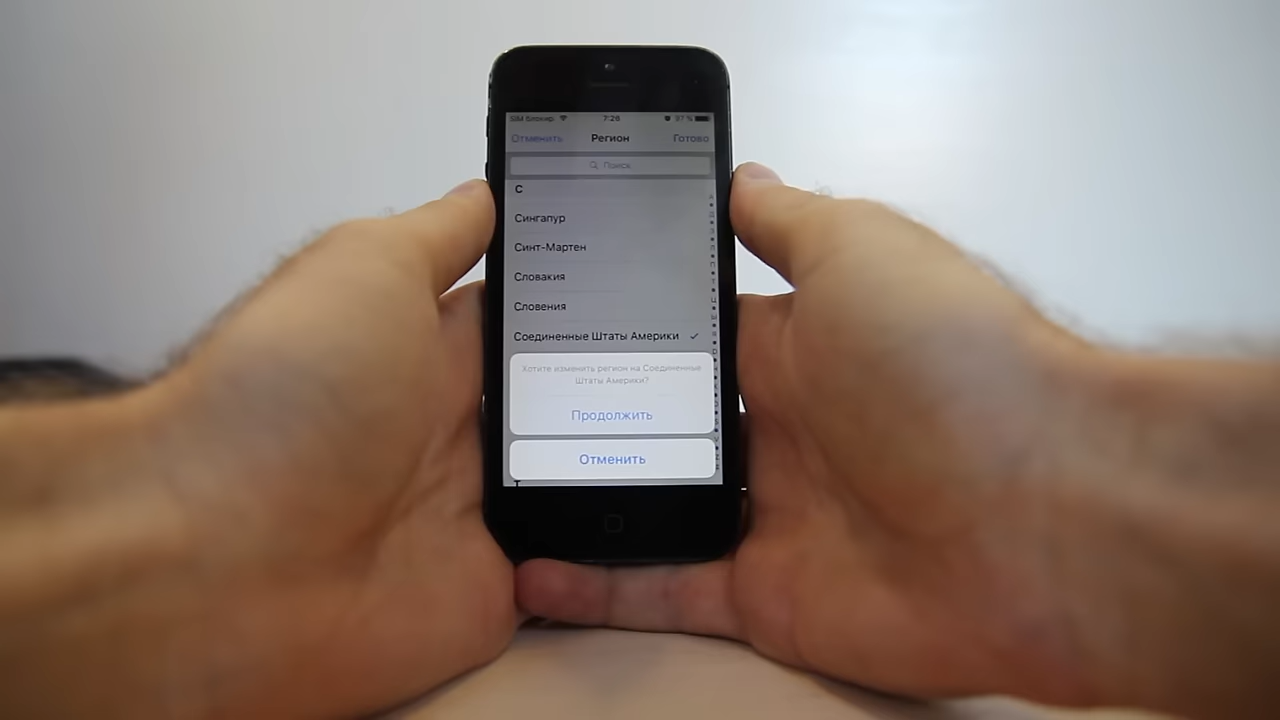 SIM блокир. 7:26 97 %
Отменить Регион Готово
Поиск
С
Сингапур
Синт-Мартен
Словакия
Словения
Соединенные Штаты Америки
Хотите изменить регион на Соединенные
Штаты Америки?
Продолжить
Отменить
Т